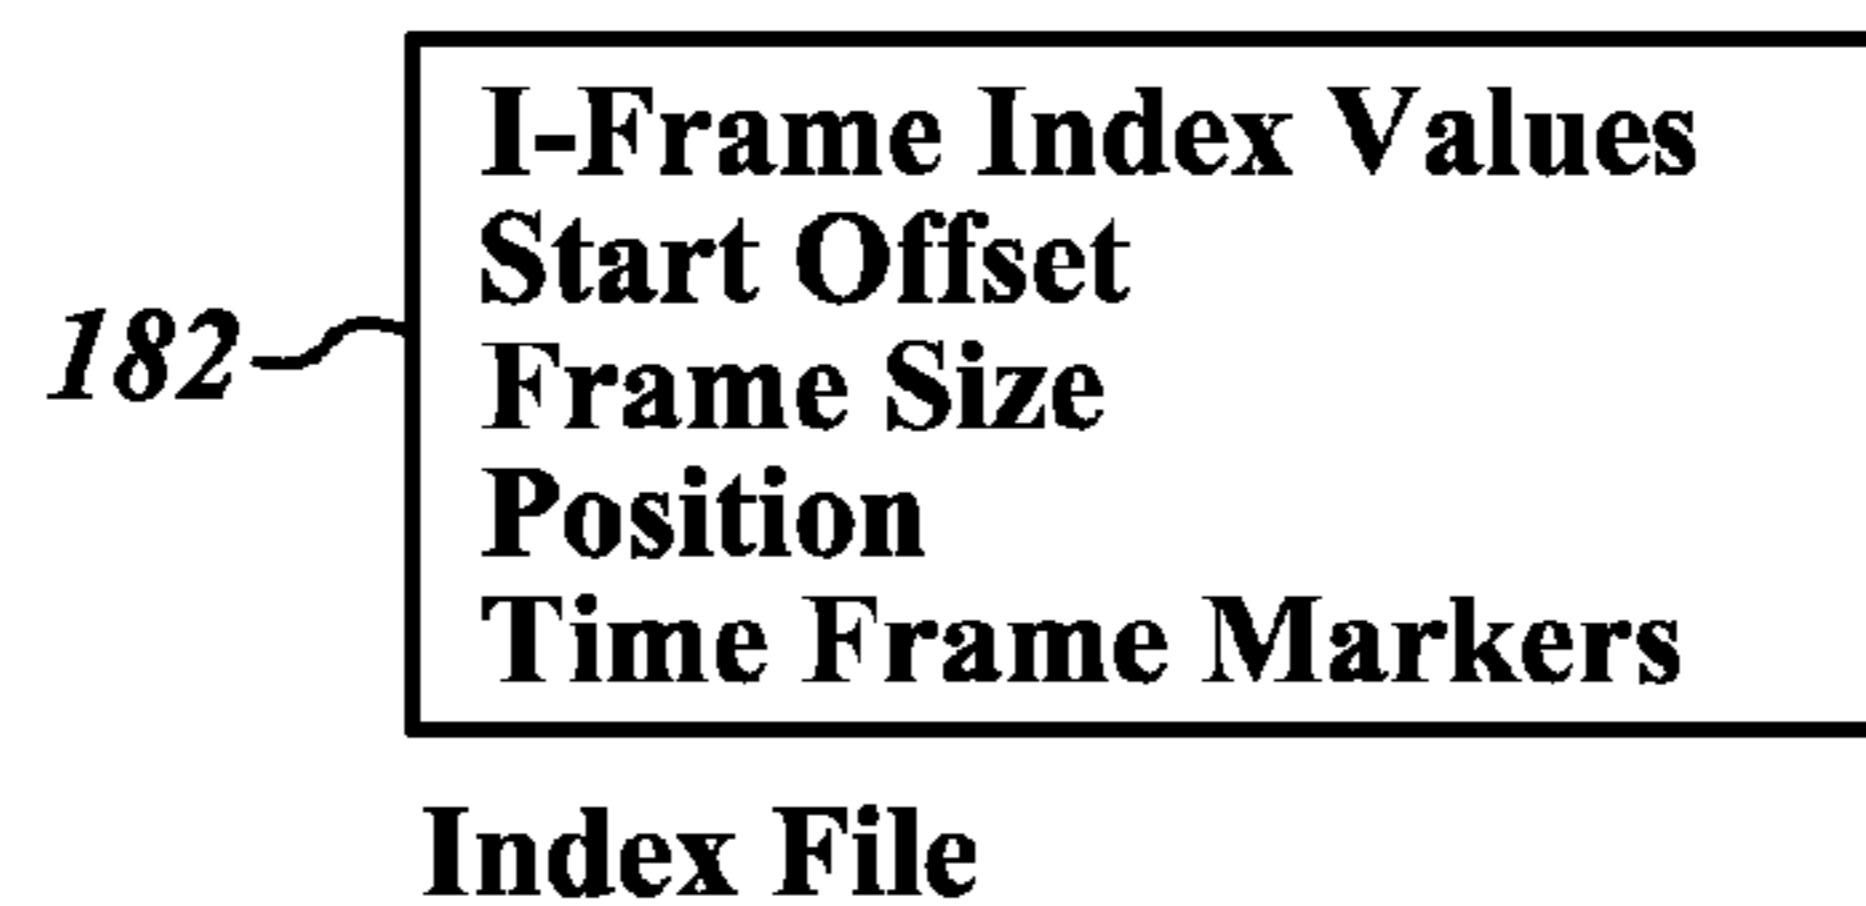 I-Frame Index Values
Start Offset
182
Frame Size
Position
Time Frame Markers
Index File